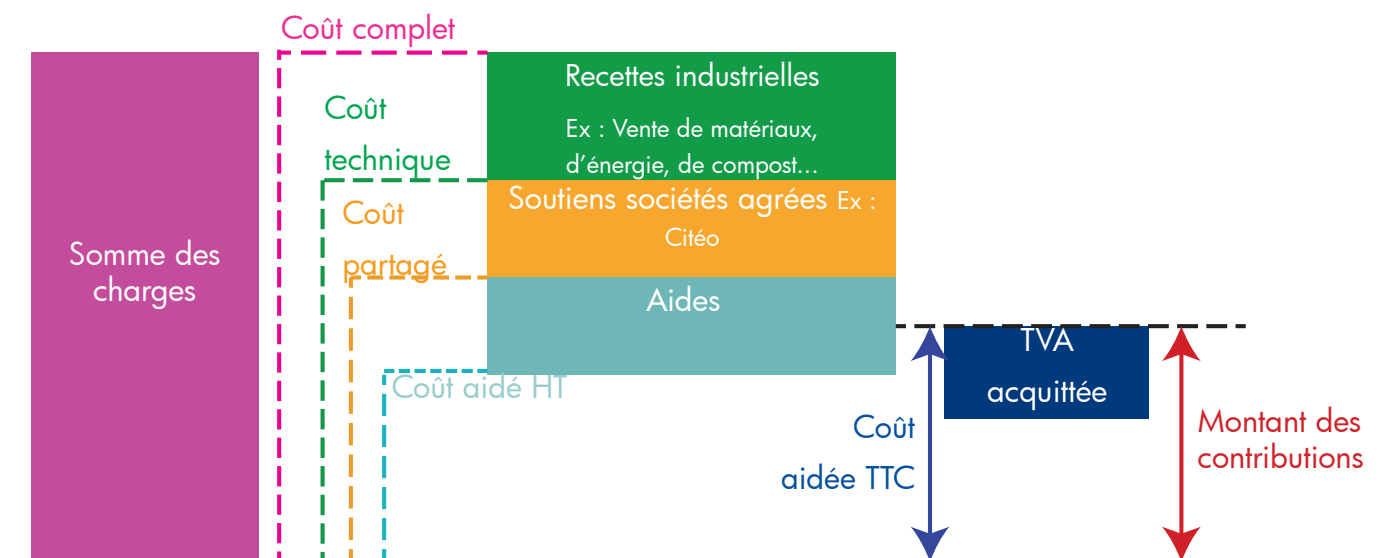 Coût complet
Recettes industrielles
Coût
technique
Ex : Vente de matériaux,
d'énergie, de compost...
Soutiens sociétés agrées Ex :
Citéo
Coût
partagé
Somme des
charges
Aides
TVA
acquittée
Coût aidé HT
Coût
aidée TTC
Montant des
contributions